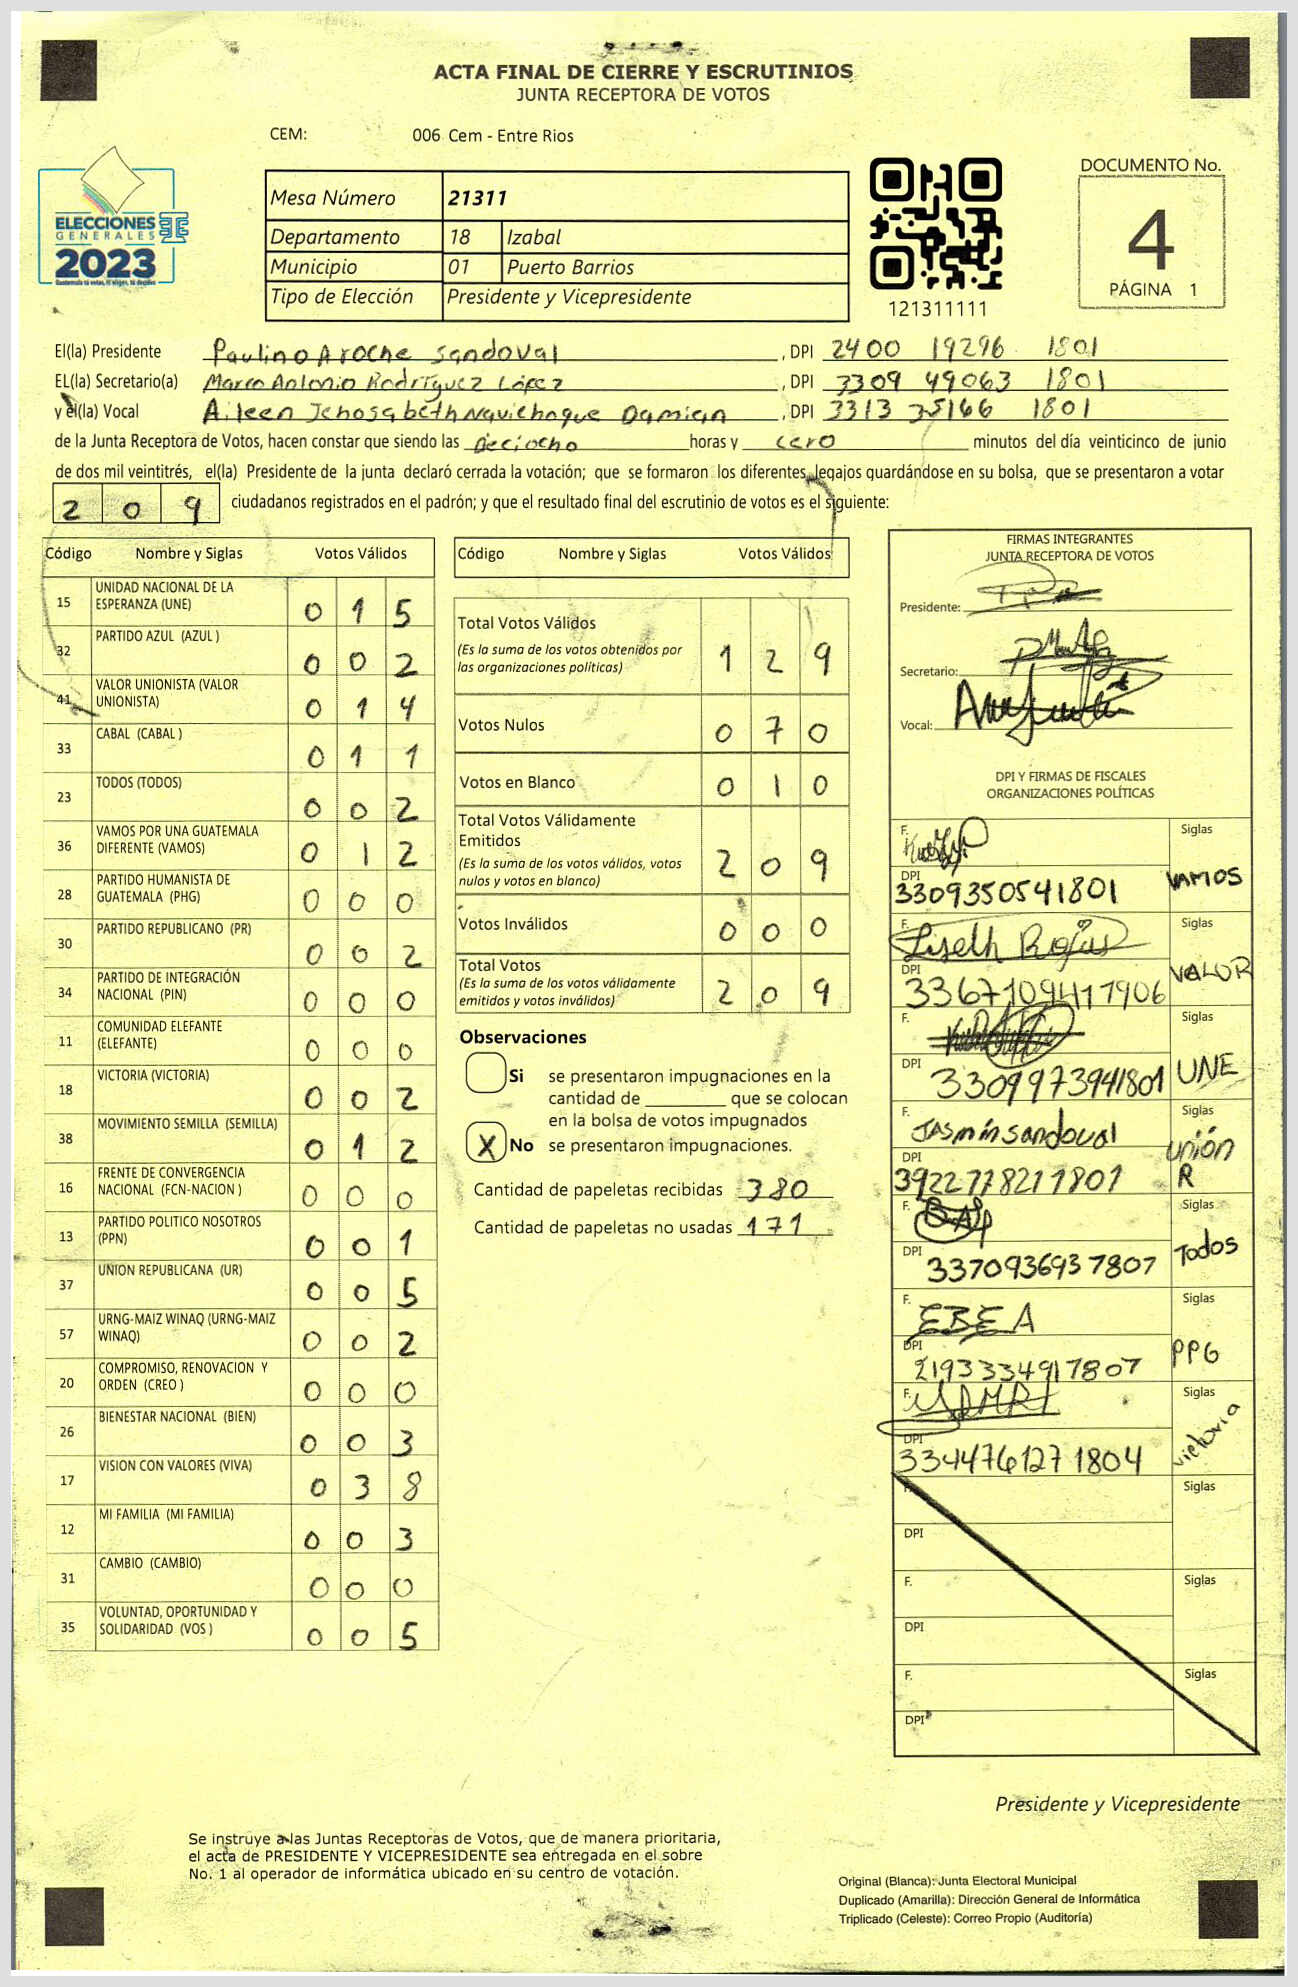 ACTA FINAL DE CIERRE Y ESCRUTINIOS
JUNTA RECEPTORA DE VOTOS
CEM: 006 Cem - Entre Rios
ELECCIONES
GENERALES
2023
Guatemala tú votas, tú eliges, tú decides
Mesa Número 21311
Departamento 18 Izabal
Municipio 01 Puerto Barrios
Tipo de Elección Presidente y Vicepresidente
121311111
DOCUMENTO No.
4
PÁGINA 1
El(la) Presidente Paulino Aroche Sandoval, DPI 2400 19296 1801
EL(la) Secretario(a) Marco Antonio Rodríguez López, DPI 3309 49063 1801
y el(la) Vocal Aileen Jehosabeth Damian, DPI 3313 35166 1801
de la Junta Receptora de Votos, hacen constar que siendo las Deciocho horas y cero minutos del día veinticinco de junio
de dos mil veintitrés, el(la) Presidente de la junta declaró cerrada la votación; que se formaron los diferentes legajos guardándose en su bolsa, que se presentaron a votar
2 0 9 ciudadanos registrados en el padrón; y que el resultado final del escrutinio de votos es el siguiente:
Código Nombre y Siglas Votos Válidos
15 UNIDAD NACIONAL DE LA ESPERANZA (UNE) 0 1 5
32 PARTIDO AZUL (AZUL ) 0 0 2
41 VALOR UNIONISTA (VALOR UNIONISTA) 0 1 4
33 CABAL (CABAL ) 0 1 1
23 TODOS (TODOS) 0 0 2
36 VAMOS POR UNA GUATEMALA DIFERENTE (VAMOS) 0 1 2
28 PARTIDO HUMANISTA DE GUATEMALA (PHG) 0 0 0
30 PARTIDO REPUBLICANO (PR) 0 0 2
34 PARTIDO DE INTEGRACIÓN NACIONAL (PIN) 0 0 0
11 COMUNIDAD ELEFANTE (ELEFANTE) 0 0 0
18 VICTORIA (VICTORIA) 0 0 2
38 MOVIMIENTO SEMILLA (SEMILLA) 0 1 2
16 FRENTE DE CONVERGENCIA NACIONAL (FCN-NACION ) 0 0 0
13 PARTIDO POLITICO NOSOTROS (PPN) 0 0 1
37 UNION REPUBLICANA (UR) 0 0 5
57 URNG-MAIZ WINAQ (URNG-MAIZ WINAQ) 0 0 2
20 COMPROMISO, RENOVACION Y ORDEN (CREO ) 0 0 0
26 BIENESTAR NACIONAL (BIEN) 0 0 3
17 VISION CON VALORES (VIVA) 0 3 8
12 MI FAMILIA (MI FAMILIA) 0 0 3
31 CAMBIO (CAMBIO) 0 0 0
35 VOLUNTAD, OPORTUNIDAD Y SOLIDARIDAD (VOS ) 0 0 5
Código Nombre y Siglas Votos Válidos
Total Votos Válidos 1 2 9
(Es la suma de los votos obtenidos por
las organizaciones políticas)
Votos Nulos 0 7 0
Votos en Blanco 0 1 0
Total Votos Válidamente
Emitidos
(Es la suma de los votos válidos, votos
nulos y votos en blanco) 2 0 9
Votos Inválidos 0 0 0
Total Votos
(Es la suma de los votos válidamente
emitidos y votos inválidos) 2 0 9
Observaciones
Si se presentaron impugnaciones en la
cantidad de ________ que se colocan
en la bolsa de votos impugnados
X No se presentaron impugnaciones.
Cantidad de papeletas recibidas 380
Cantidad de papeletas no usadas 171
FIRMAS INTEGRANTES
JUNTA RECEPTORA DE VOTOS
Presidente:
Secretario:
Vocal:
DPI Y FIRMAS DE FISCALES
ORGANIZACIONES POLÍTICAS
F. Siglas
DPI 3309350541801 VAMOS
F. Liseth Rojas Siglas
DPI 3367109411906 VALOR
F. Siglas
DPI 3309973941801 UNE
F. JASmín sandoval Siglas
DPI 3922778211801 unión R
F. Siglas
DPI 3370936937807 Todos
F. EBEA Siglas
DPI 2193334917807 PPG
F. Siglas
DPI 3344761271804 victoria
F. Siglas
DPI
F. Siglas
DPI
F. Siglas
DPI
Presidente y Vicepresidente
Se instruye a las Juntas Receptoras de Votos, que de manera prioritaria,
el acta de PRESIDENTE Y VICEPRESIDENTE sea entregada en el sobre
No. 1 al operador de informática ubicado en su centro de votación.
Original (Blanca): Junta Electoral Municipal
Duplicado (Amarilla): Dirección General de Informática
Triplicado (Celeste): Correo Propio (Auditoría)